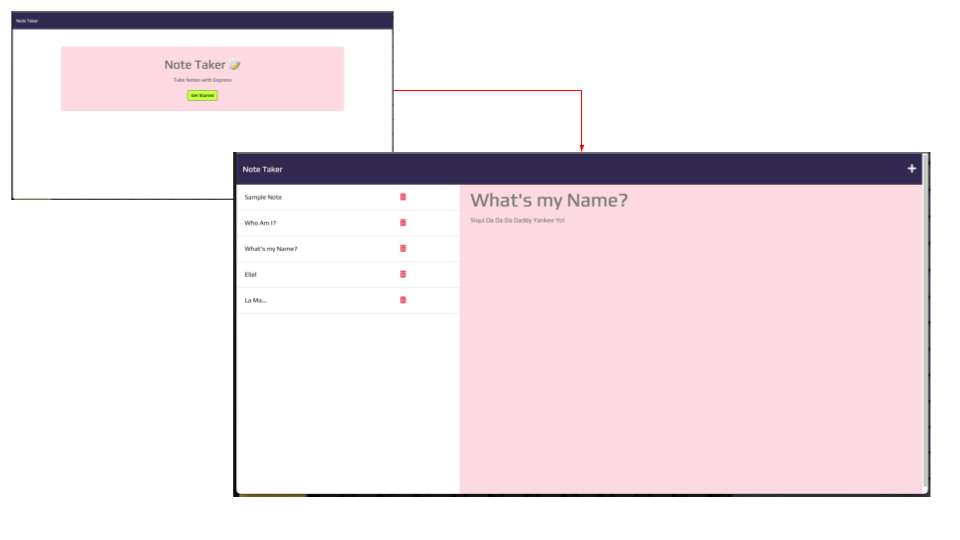 Note Taker
Note Taker
Take Notes with Express
Get Started
Note Taker
Sample Note
Who Am I?
What's my Name?
Eliel
La Ma...
What's my Name?
Siqui Da Da Da Daddy Yankee Yo!